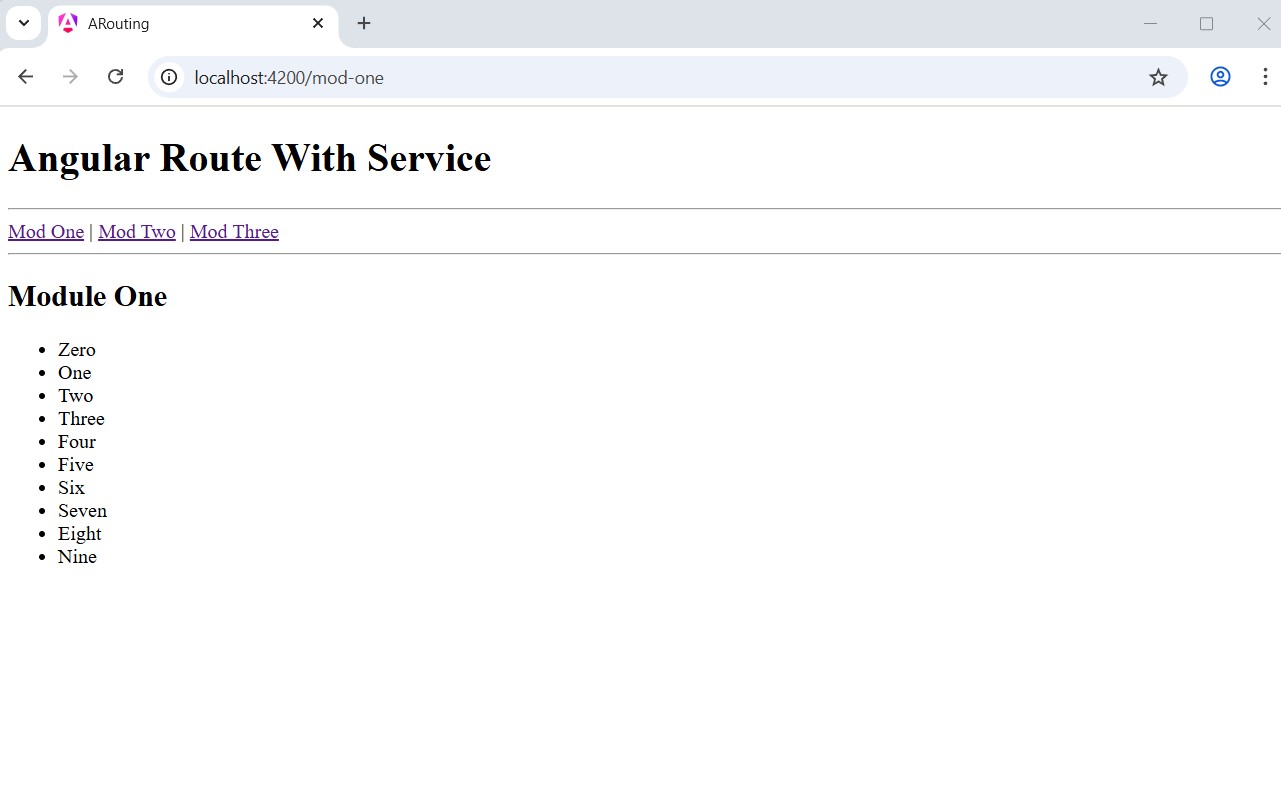 ARouting
localhost:4200/mod-one
Angular Route With Service
Mod One | Mod Two | Mod Three
Module One
Zero
One
Two
Three
Four
Five
Six
Seven
Eight
Nine